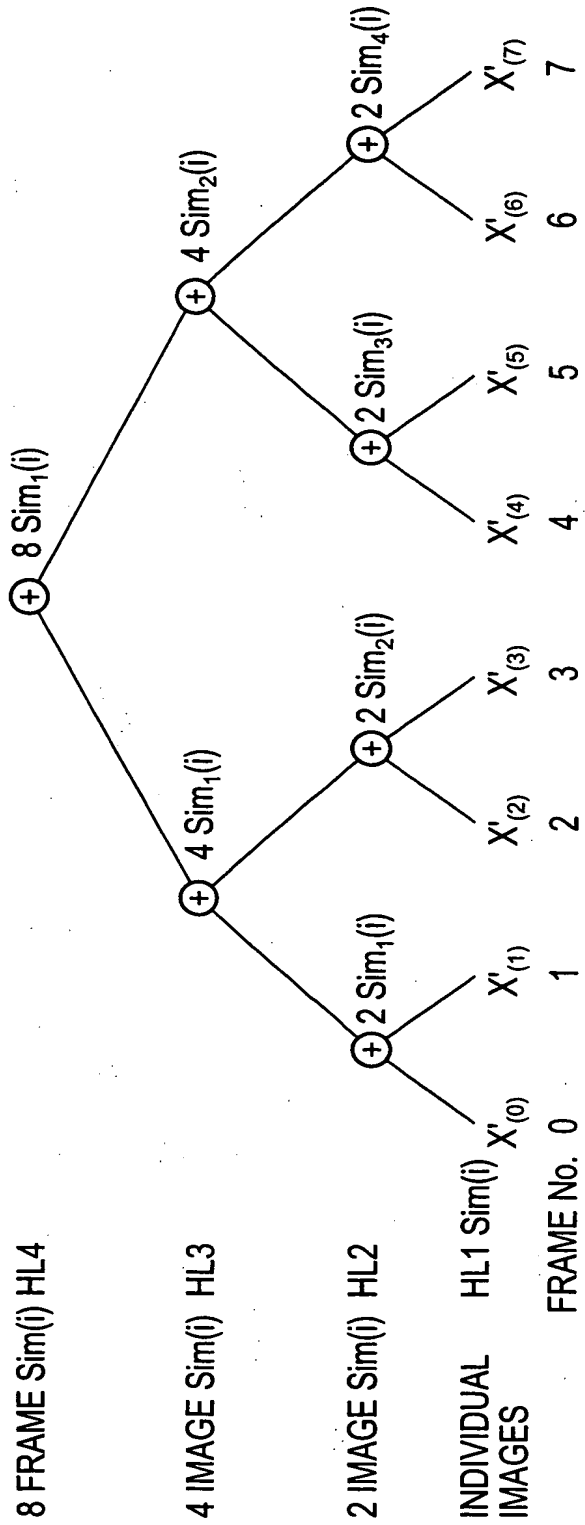 8 FRAME Sim(i) HL4
8 Sim₁(i)
4 IMAGE Sim(i) HL3
4 Sim₁(i)
4 Sim₂(i)
2 IMAGE Sim(i) HL2
2 Sim₁(i)
2 Sim₂(i)
2 Sim₃(i)
2 Sim₄(i)
INDIVIDUAL IMAGES HL1 Sim(i)
X'(0) X'(1) X'(2) X'(3) X'(4) X'(5) X'(6) X'(7)
FRAME No. 0 1 2 3 4 5 6 7